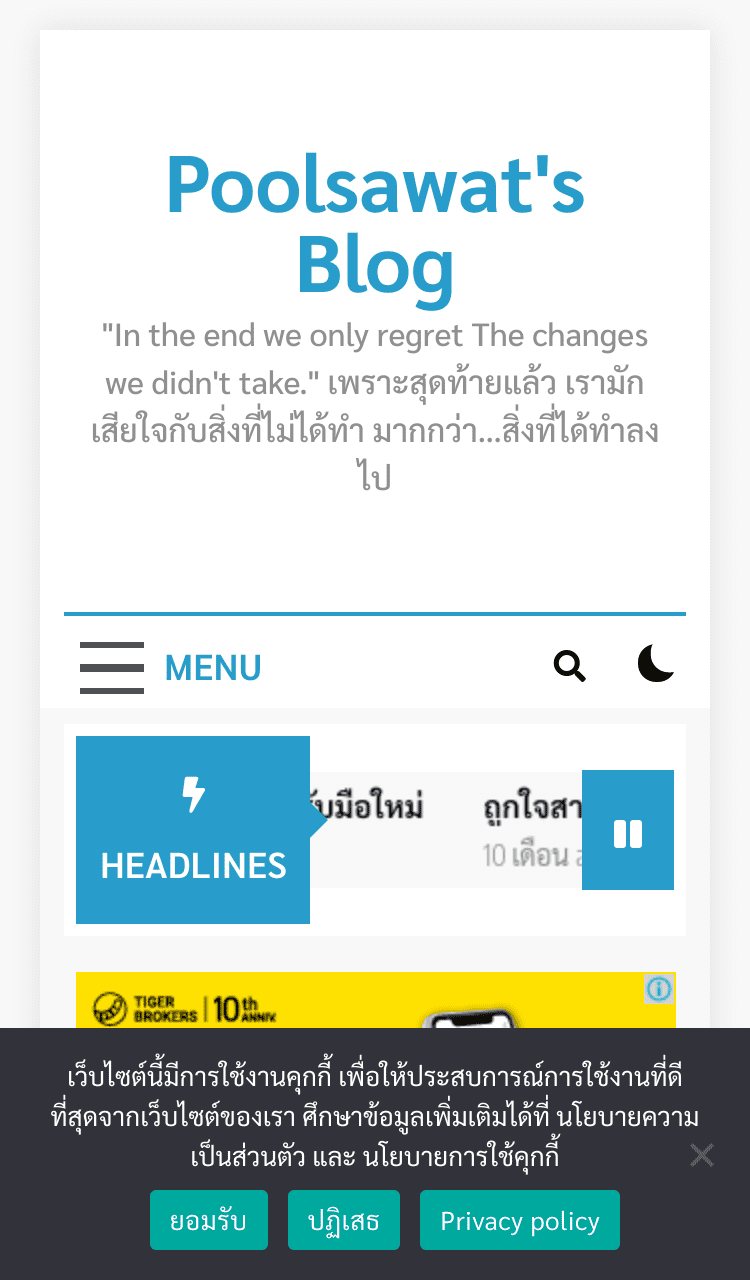 Poolsawat's
Blog
"In the end we only regret The changes
we didn't take." เพราะสุดท้ายแล้ว เรามัก
เสียใจกับสิ่งที่ไม่ได้ทำ มากกว่า...สิ่งที่ได้ทำลง
ไป
MENU
HEADLINES
มือใหม่
ถูกใจสา
10 เดือน
TIGER
BROKERS
10th
ANNIV.
เว็บไซต์นี้มีการใช้งานคุกกี้ เพื่อให้ประสบการณ์การใช้งานที่ดี
ที่สุดจากเว็บไซต์ของเรา ศึกษาข้อมูลเพิ่มเติมได้ที่ นโยบายความ
เป็นส่วนตัว และ นโยบายการใช้คุกกี้
ยอมรับ
ปฏิเสธ
Privacy policy